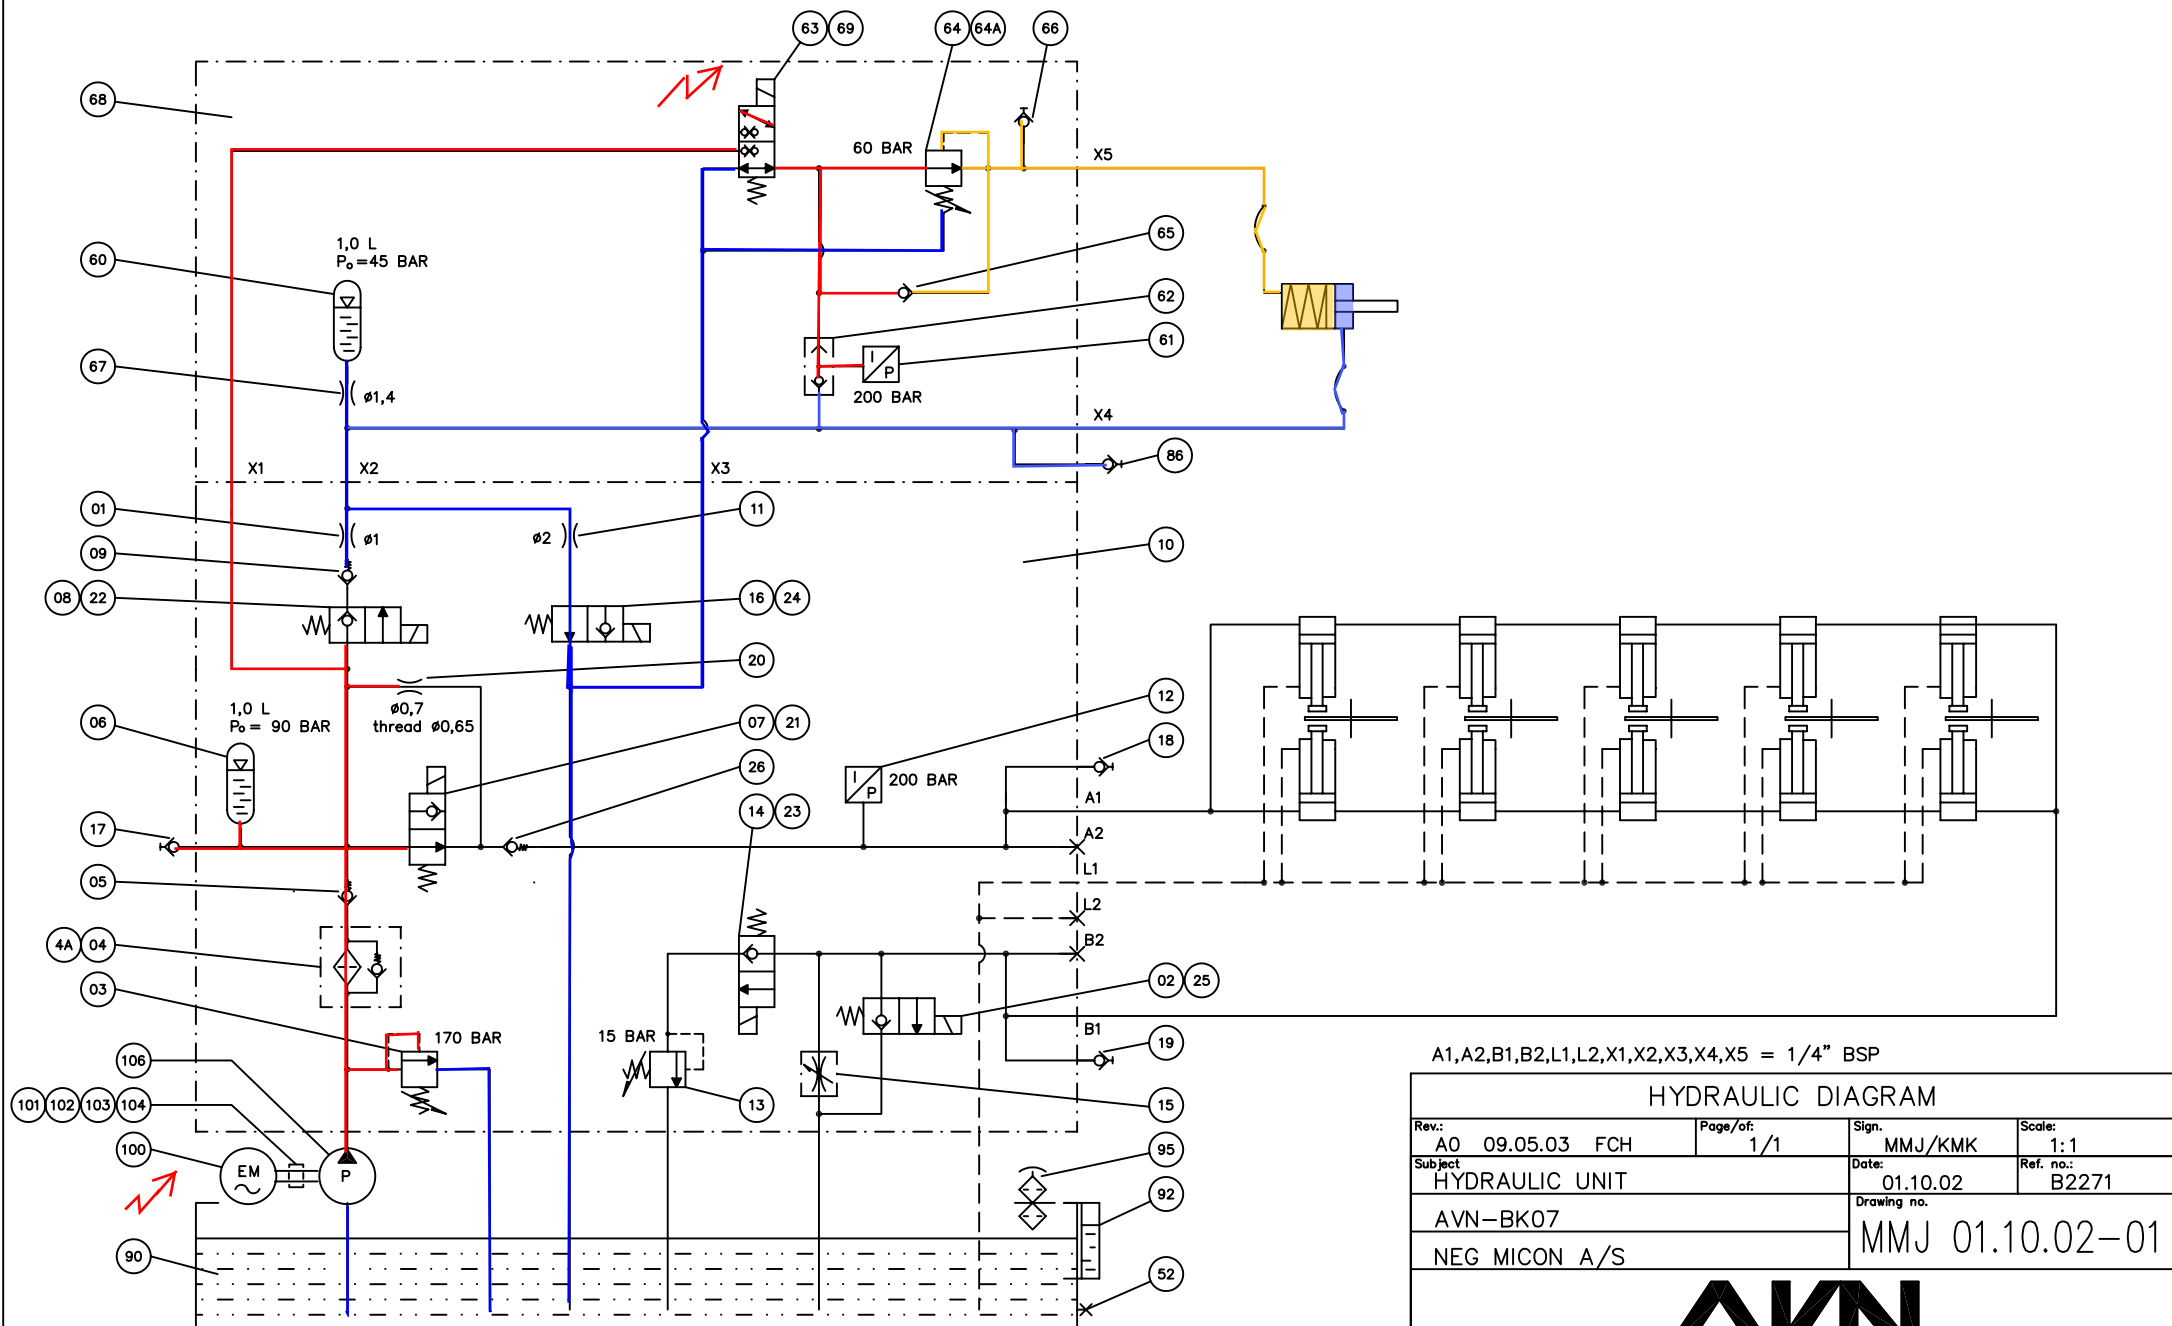 63 69 64 64A 66
68
60 BAR
X5
65
1,0 L
P₀=45 BAR
60
62
61
I
P
200 BAR
67
ø1,4
X4
86
X1 X2 X3
01
ø1
ø2
11
10
09
08 22
16 24
20
12
06
1,0 L
P₀= 90 BAR
ø0,7
thread ø0,65
07 21
18
26
I
P
200 BAR
14 23
A1
17
A2
05
L1
L2
4A 04
B2
03
02 25
170 BAR
15 BAR
B1
19
106
13
15
101 102 103 104
100
EM
P
95
92
90
52
A1,A2,B1,B2,L1,L2,X1,X2,X3,X4,X5 = 1/4" BSP
HYDRAULIC DIAGRAM
Rev.: A0 09.05.03 FCH
Page/of: 1/1
Sign. MMJ/KMK
Scale: 1:1
Subject HYDRAULIC UNIT
Date: 01.10.02
Ref. no.: B2271
AVN-BK07
Drawing no.
MMJ 01.10.02-01
NEG MICON A/S
AVN